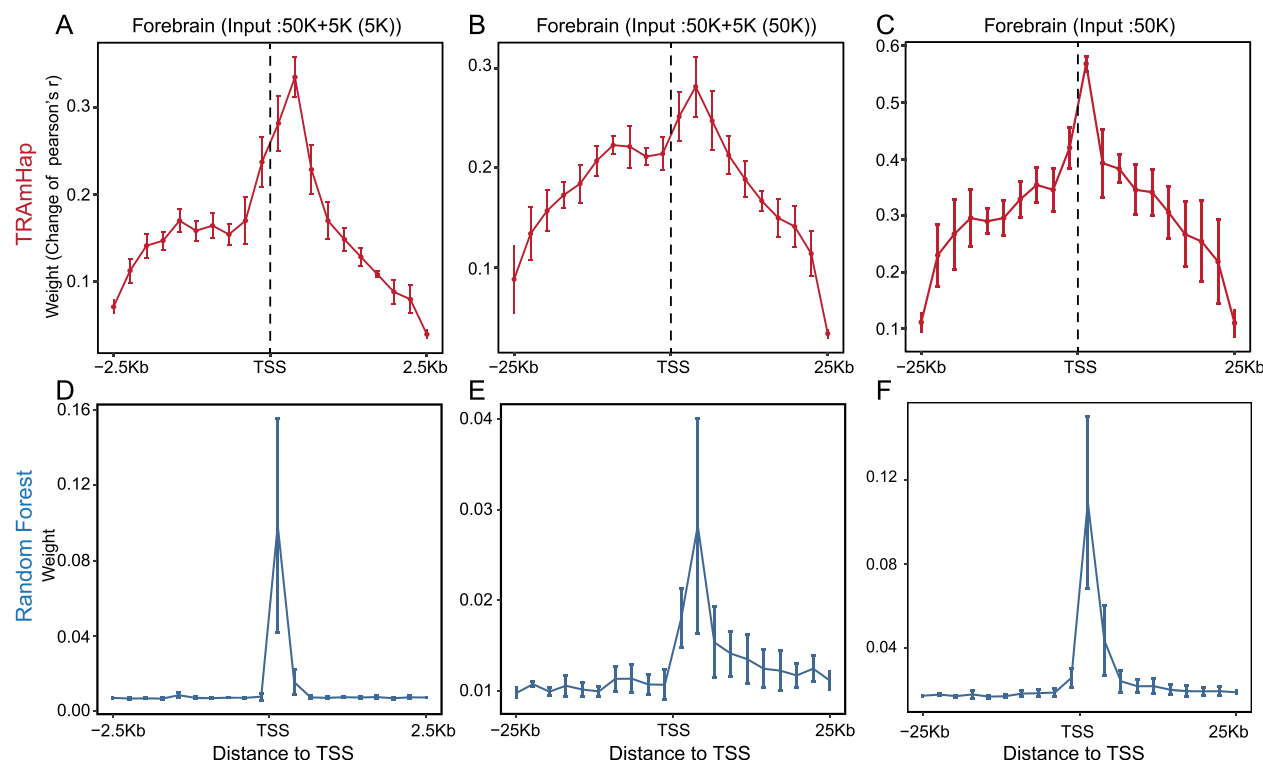 A
Forebrain (Input :50K+5K (5K))
B
Forebrain (Input :50K+5K (50K))
C
Forebrain (Input :50K)
TRAmHap
Weight (Change of pearson's r)
0.3
0.2
0.1
−2.5Kb
TSS
2.5Kb
0.3
0.2
0.1
−25Kb
TSS
25Kb
0.6
0.5
0.4
0.3
0.2
0.1
−25Kb
TSS
25Kb
D
E
F
Random Forest
Weight
0.16
0.12
0.08
0.04
0.00
−2.5Kb
TSS
2.5Kb
Distance to TSS
0.04
0.03
0.02
0.01
−25Kb
TSS
25Kb
Distance to TSS
0.12
0.08
0.04
−25Kb
TSS
25Kb
Distance to TSS